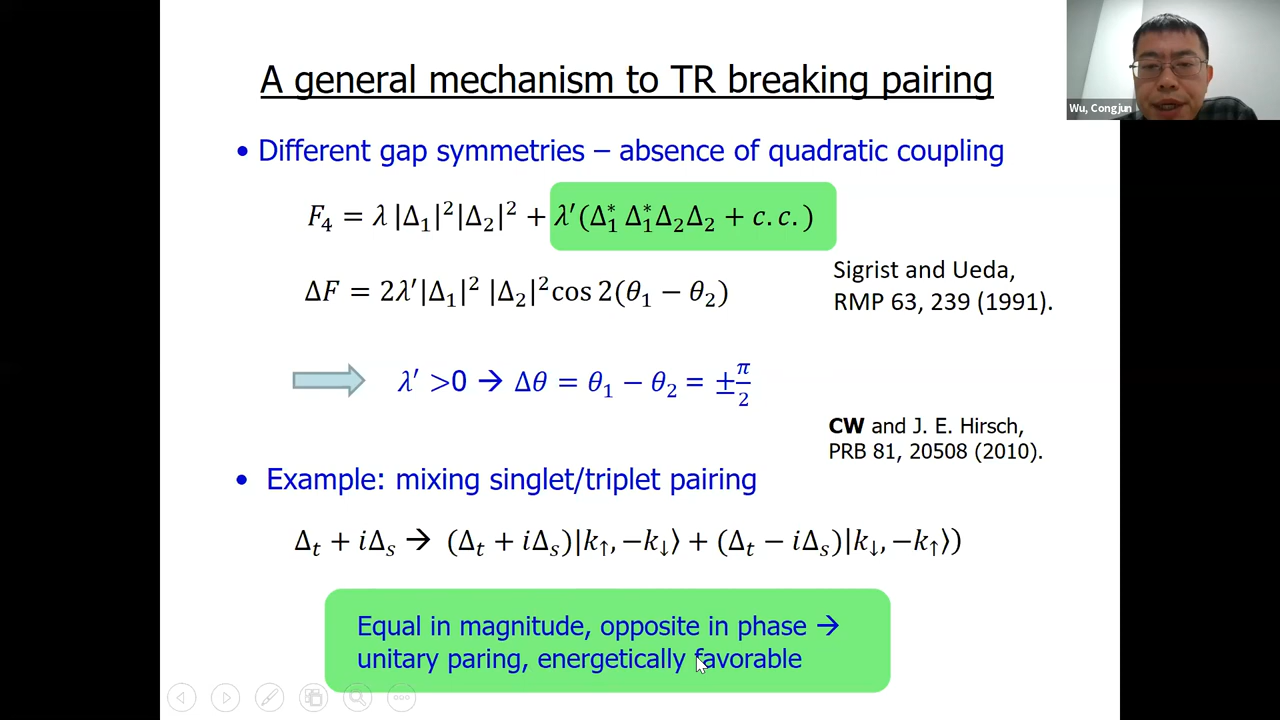 A general mechanism to TR breaking pairing
Wu, Congjun
• Different gap symmetries – absence of quadratic coupling
F₄ = λ |Δ₁|²|Δ₂|² + λ′(Δ₁* Δ₁*Δ₂Δ₂ + c. c. )
ΔF = 2λ′|Δ₁|² |Δ₂|²cos 2(θ₁ − θ₂)
Sigrist and Ueda,
RMP 63, 239 (1991).
λ′ >0 → Δθ = θ₁ − θ₂ = ±π/2
CW and J. E. Hirsch,
PRB 81, 20508 (2010).
• Example: mixing singlet/triplet pairing
Δₜ + iΔₛ → (Δₜ + iΔₛ)|k↑, −k↓⟩ + (Δₜ − iΔₛ)|k↓, −k↑⟩)
Equal in magnitude, opposite in phase →
unitary paring, energetically favorable